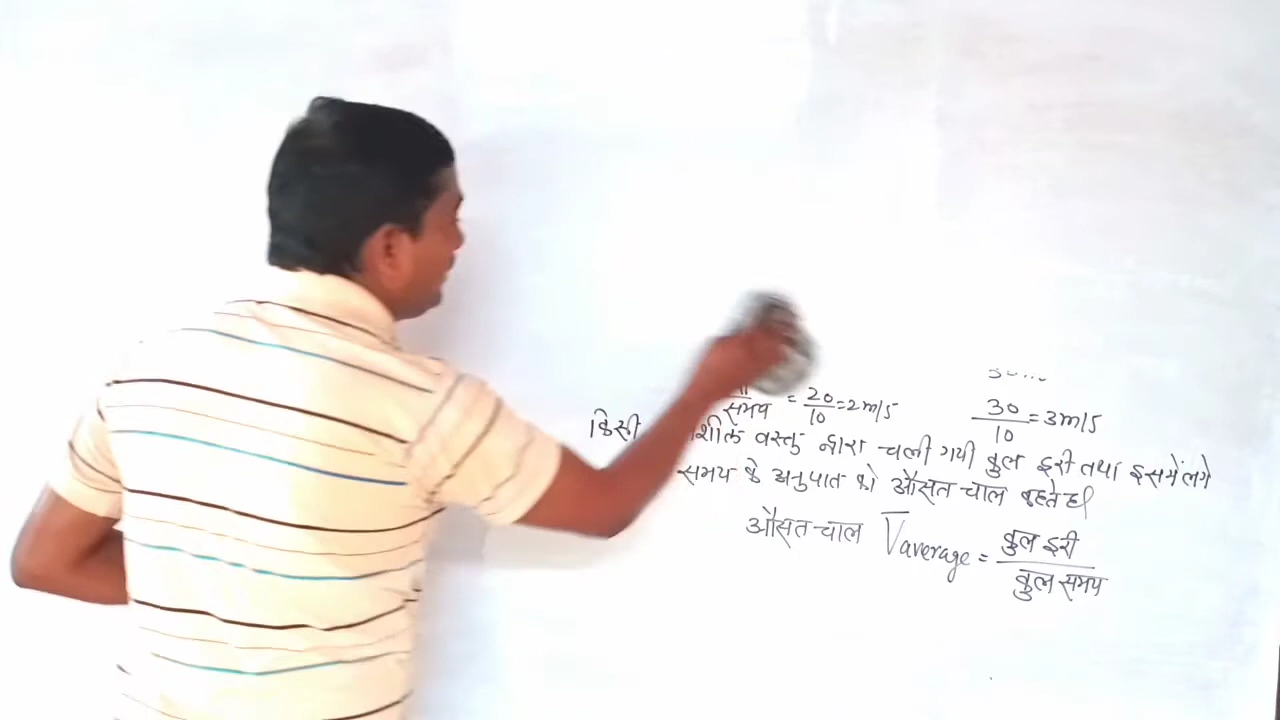 समय = 20/10 = 2m/s 30/10 = 3m/s
किसी वस्तु द्वारा चली गयी कुल दूरी तथा इसमें लगे
समय के अनुपात को औसत चाल कहते हैं
औसत चाल V̅average = कुल दूरी / कुल समय